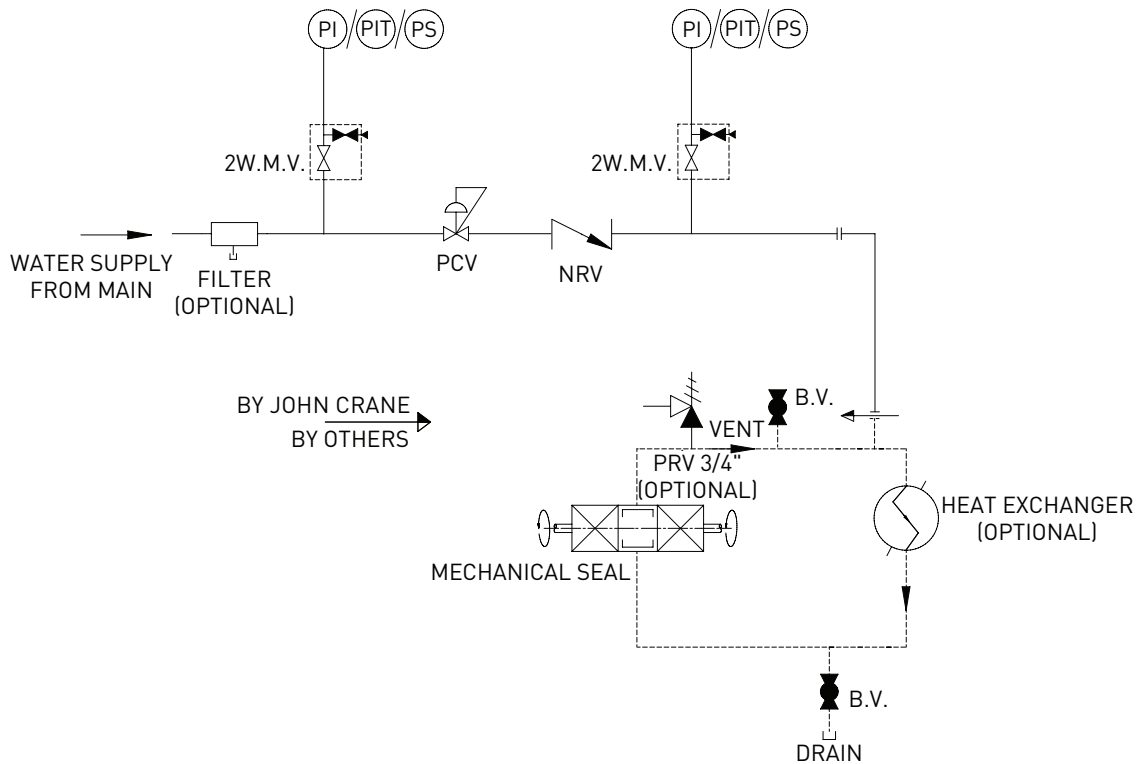 PI/PIT/PS
PI/PIT/PS
2W.M.V.
2W.M.V.
WATER SUPPLY
FROM MAIN
FILTER
(OPTIONAL)
PCV
NRV
BY JOHN CRANE
BY OTHERS
B.V.
VENT
PRV 3/4"
(OPTIONAL)
HEAT EXCHANGER
(OPTIONAL)
MECHANICAL SEAL
B.V.
DRAIN